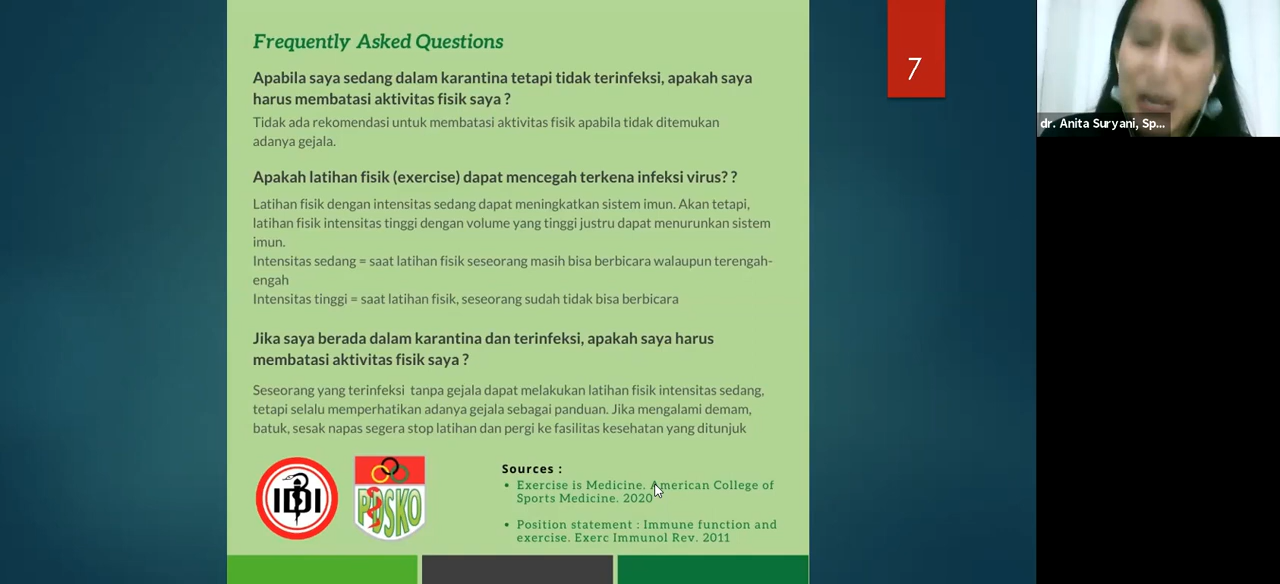 Frequently Asked Questions
7
Apabila saya sedang dalam karantina tetapi tidak terinfeksi, apakah saya
harus membatasi aktivitas fisik saya ?
Tidak ada rekomendasi untuk membatasi aktivitas fisik apabila tidak ditemukan
adanya gejala.
Apakah latihan fisik (exercise) dapat mencegah terkena infeksi virus? ?
Latihan fisik dengan intensitas sedang dapat meningkatkan sistem imun. Akan tetapi,
latihan fisik intensitas tinggi dengan volume yang tinggi justru dapat menurunkan sistem
imun.
Intensitas sedang = saat latihan fisik seseorang masih bisa berbicara walaupun terengah-
engah
Intensitas tinggi = saat latihan fisik, seseorang sudah tidak bisa berbicara
Jika saya berada dalam karantina dan terinfeksi, apakah saya harus
membatasi aktivitas fisik saya ?
Seseorang yang terinfeksi tanpa gejala dapat melakukan latihan fisik intensitas sedang,
tetapi selalu memperhatikan adanya gejala sebagai panduan. Jika mengalami demam,
batuk, sesak napas segera stop latihan dan pergi ke fasilitas kesehatan yang ditunjuk
IDI
PDSKO
Sources :
• Exercise is Medicine. American College of
Sports Medicine. 2020
• Position statement : Immune function and
exercise. Exerc Immunol Rev. 2011
dr. Anita Suryani, Sp...